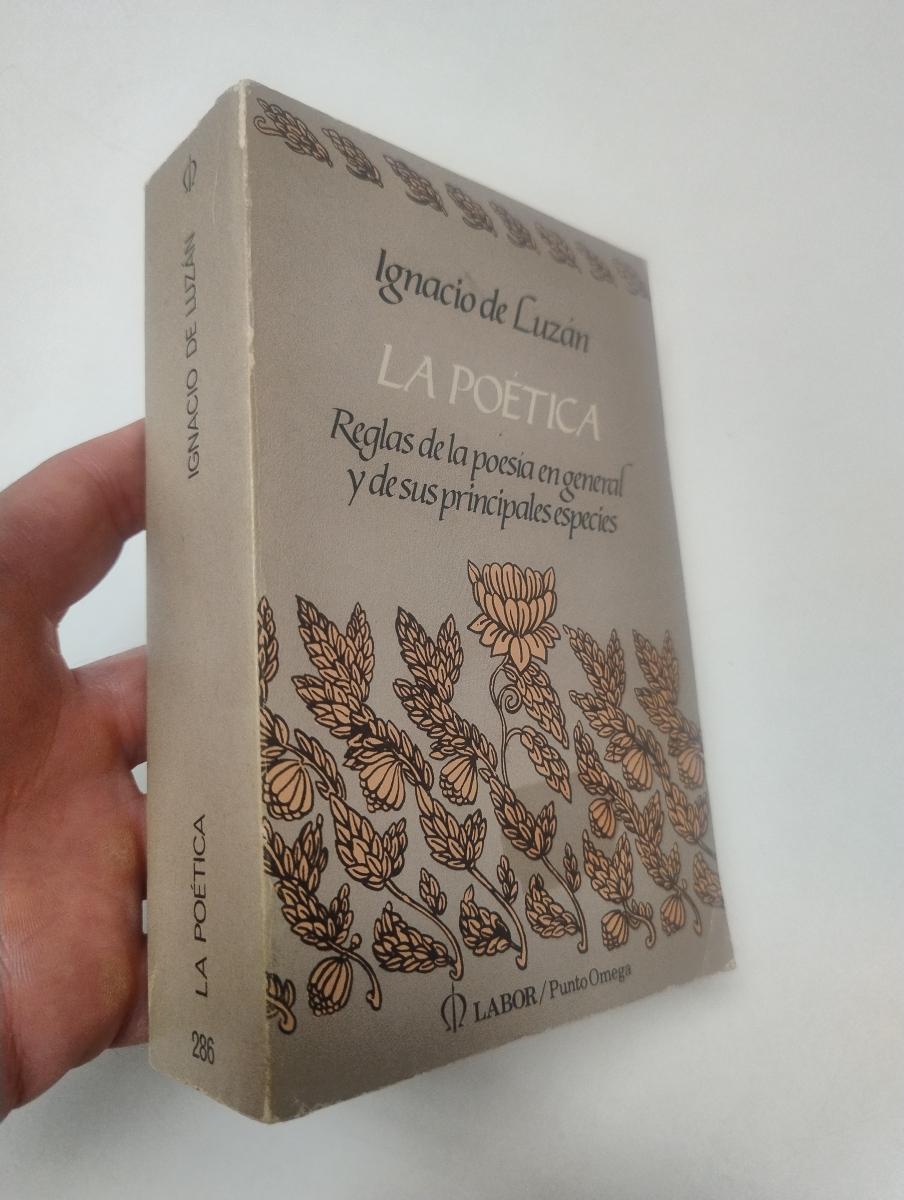 Ignacio de Luzán
LA POÉTICA
Reglas de la poesía en general
y de sus principales especies
LABOR/Punto Omega
IGNACIO DE LUZÁN
LA POÉTICA
286